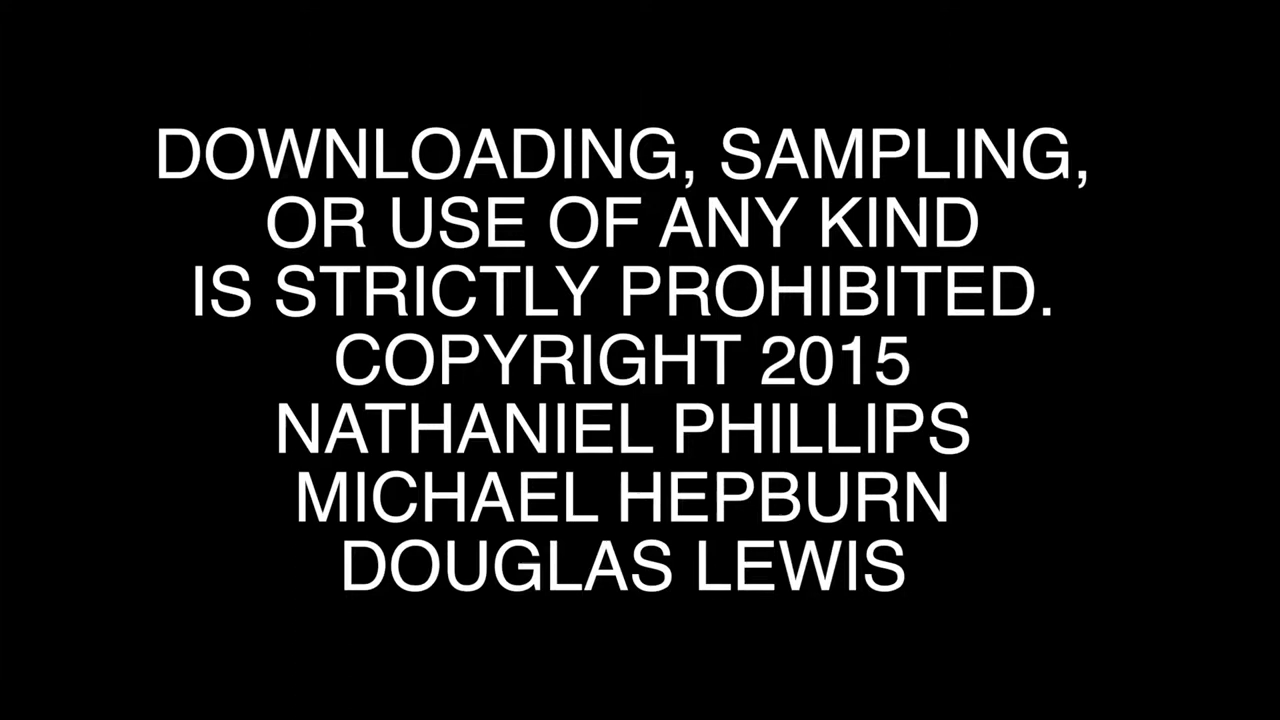 DOWNLOADING, SAMPLING,
OR USE OF ANY KIND
IS STRICTLY PROHIBITED.
COPYRIGHT 2015
NATHANIEL PHILLIPS
MICHAEL HEPBURN
DOUGLAS LEWIS